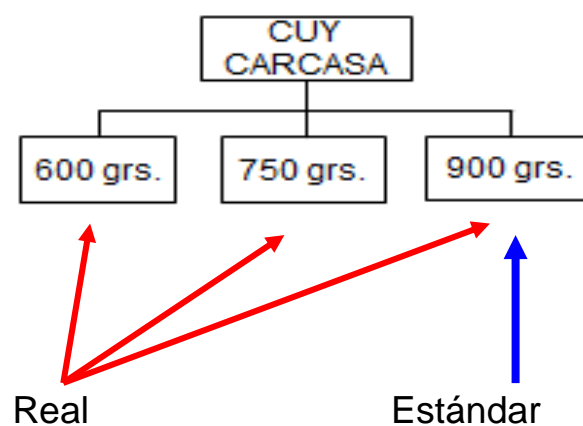 CUY
CARCASA
600 grs.
750 grs.
900 grs.
Real
Estándar